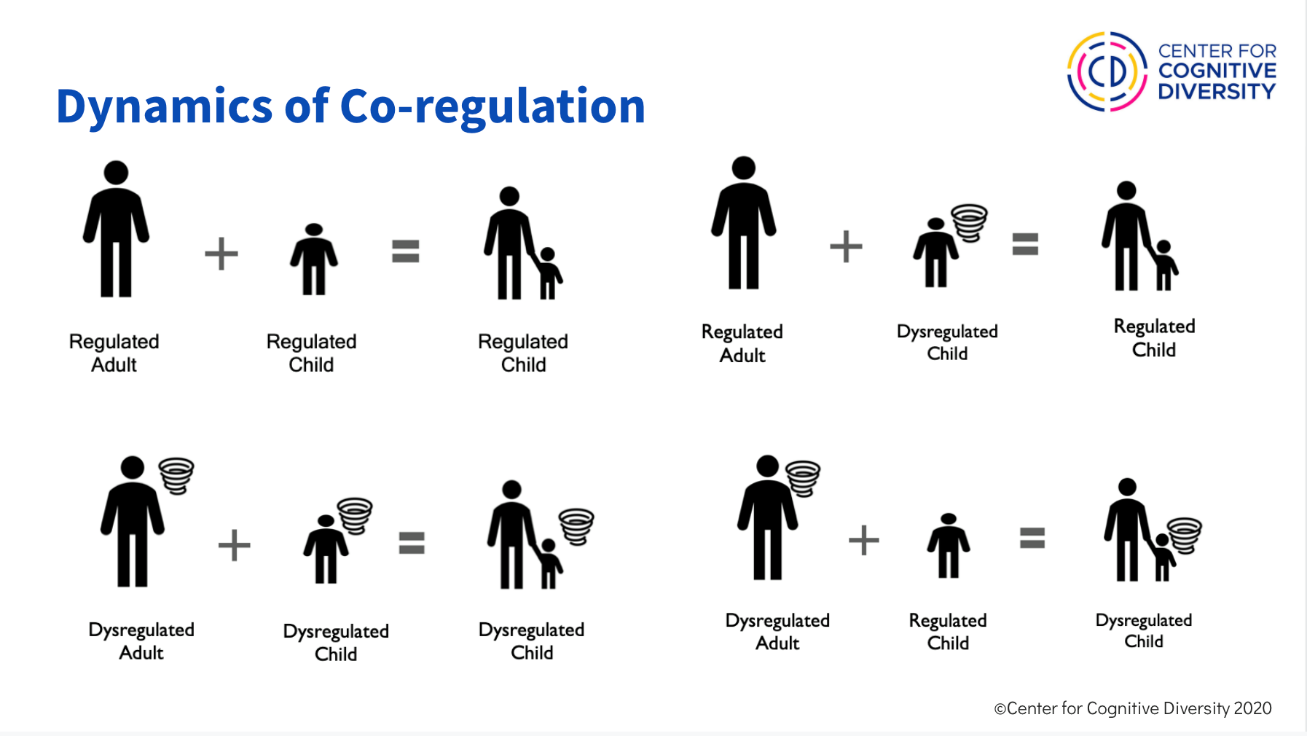 CENTER FOR
COGNITIVE
DIVERSITY
CD
Dynamics of Co-regulation
+
=
Regulated
Adult
Regulated
Child
Regulated
Child
+
=
Regulated
Adult
Dysregulated
Child
Regulated
Child
+
=
Dysregulated
Adult
Dysregulated
Child
Dysregulated
Child
+
=
Dysregulated
Adult
Regulated
Child
Dysregulated
Child
©Center for Cognitive Diversity 2020